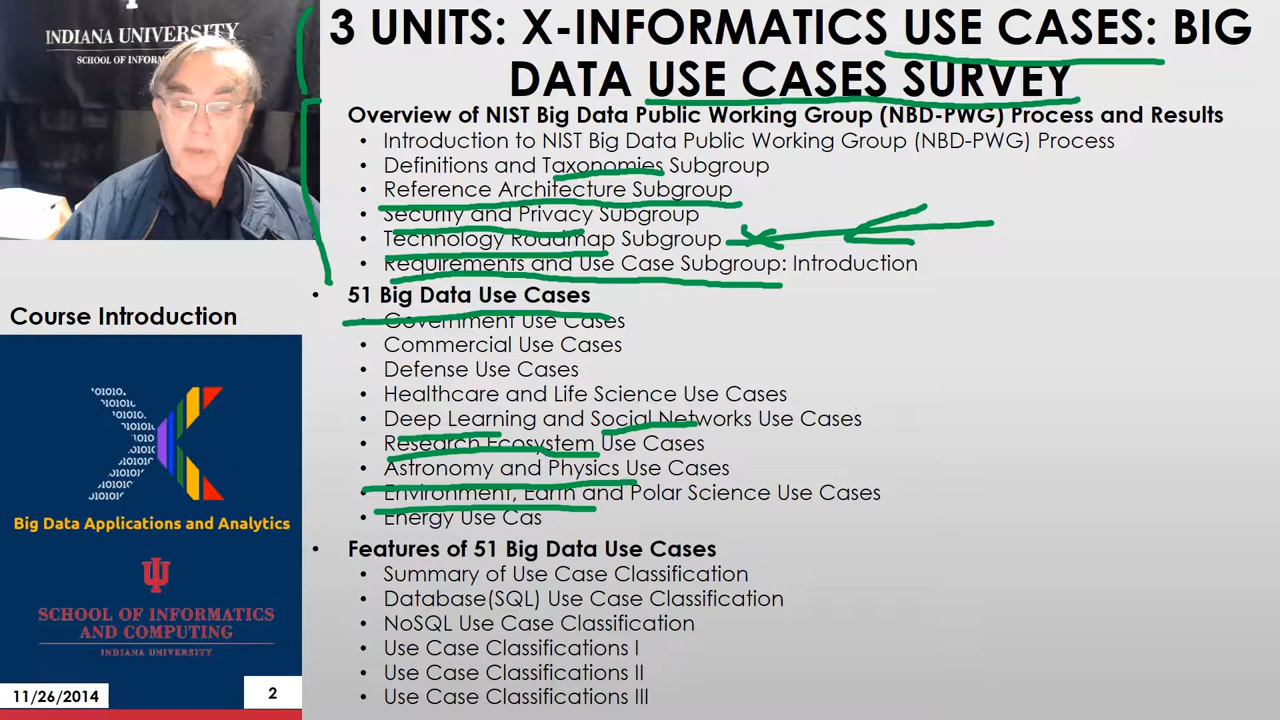 INDIANA UNIVERSITY
SCHOOL OF INFORM
3 UNITS: X-INFORMATICS USE CASES: BIG
DATA USE CASES SURVEY
Overview of NIST Big Data Public Working Group (NBD-PWG) Process and Results
• Introduction to NIST Big Data Public Working Group (NBD-PWG) Process
• Definitions and Taxonomies Subgroup
• Reference Architecture Subgroup
• Security and Privacy Subgroup
• Technology Roadmap Subgroup
• Requirements and Use Case Subgroup: Introduction
• 51 Big Data Use Cases
• Government Use Cases
• Commercial Use Cases
• Defense Use Cases
• Healthcare and Life Science Use Cases
• Deep Learning and Social Networks Use Cases
• Research Ecosystem Use Cases
• Astronomy and Physics Use Cases
• Environment, Earth and Polar Science Use Cases
• Energy Use Cas
• Features of 51 Big Data Use Cases
• Summary of Use Case Classification
• Database(SQL) Use Case Classification
• NoSQL Use Case Classification
• Use Case Classifications I
• Use Case Classifications II
• Use Case Classifications III
Course Introduction
Big Data Applications and Analytics
SCHOOL OF INFORMATICS
AND COMPUTING
INDIANA UNIVERSITY
11/26/2014
2